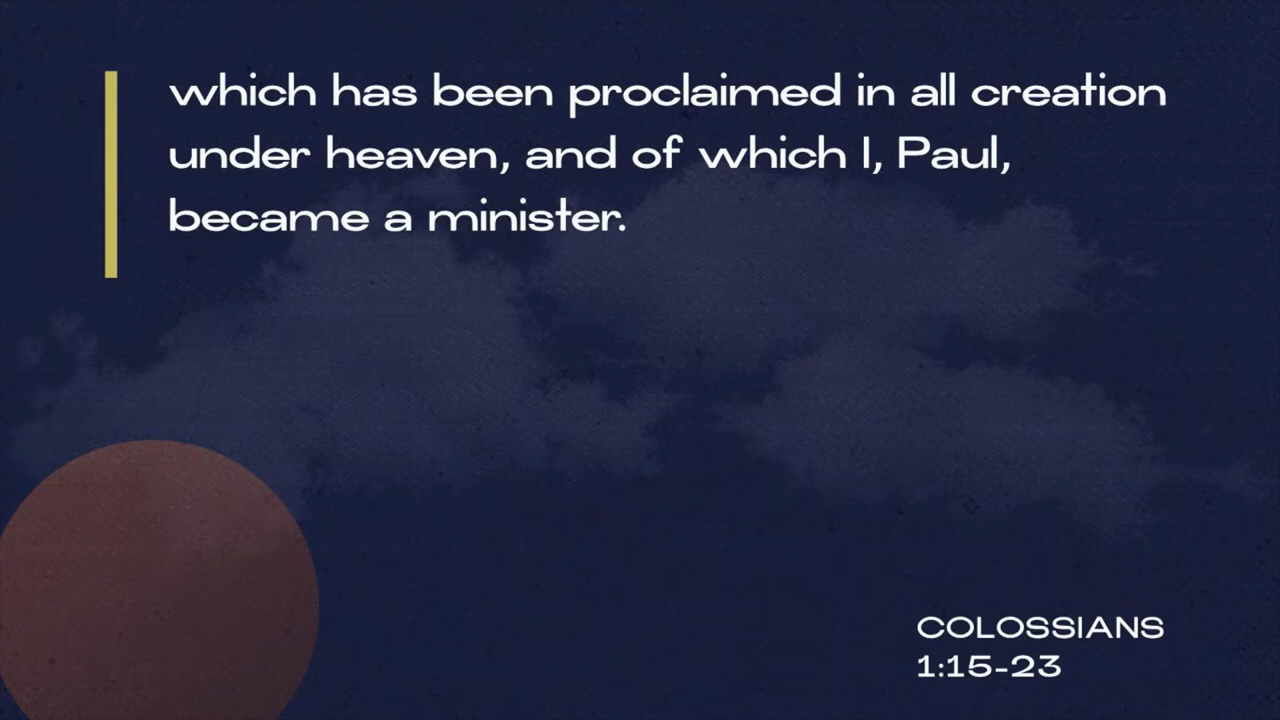 which has been proclaimed in all creation
under heaven, and of which I, Paul,
became a minister.
COLOSSIANS
1:15-23